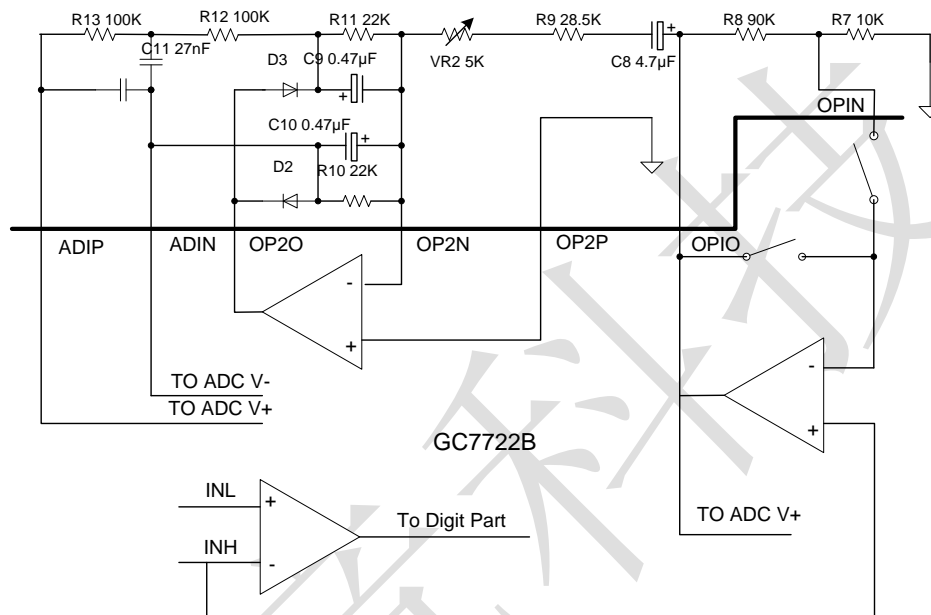 R13 100K
R12 100K
R11 22K
R9 28.5K
R8 90K
R7 10K
C11 27nF
D3
C9 0.47µF
VR2 5K
C8 4.7µF
+
+
OPIN
C10 0.47µF
+
D2
R10 22K
ADIP
ADIN
OP2O
OP2N
OP2P
OPIO
-
+
-
+
TO ADC V-
TO ADC V+
GC7722B
INL
+
To Digit Part
TO ADC V+
INH
-
科技